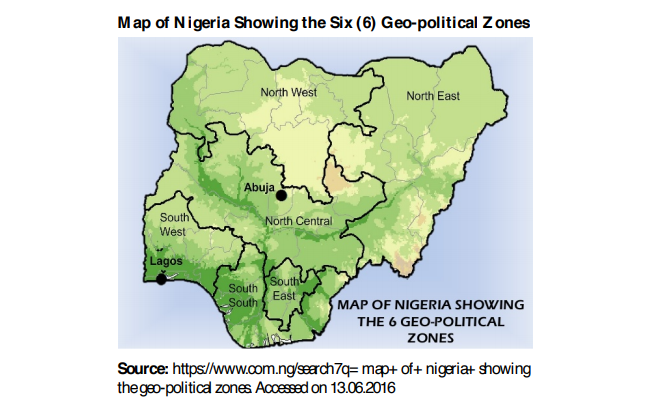 Map of Nigeria Showing the Six (6) Geo-political Zones
North West
North East
Abuja
North Central
South
West
Lagos
South
South
South
East
MAP OF NIGERIA SHOWING
THE 6 GEO-POLITICAL
ZONES
Source: https://www.com.ng/search?q= map+ of+ nigeria+ showing
the geo-political zones. Accessed on 13.06.2016